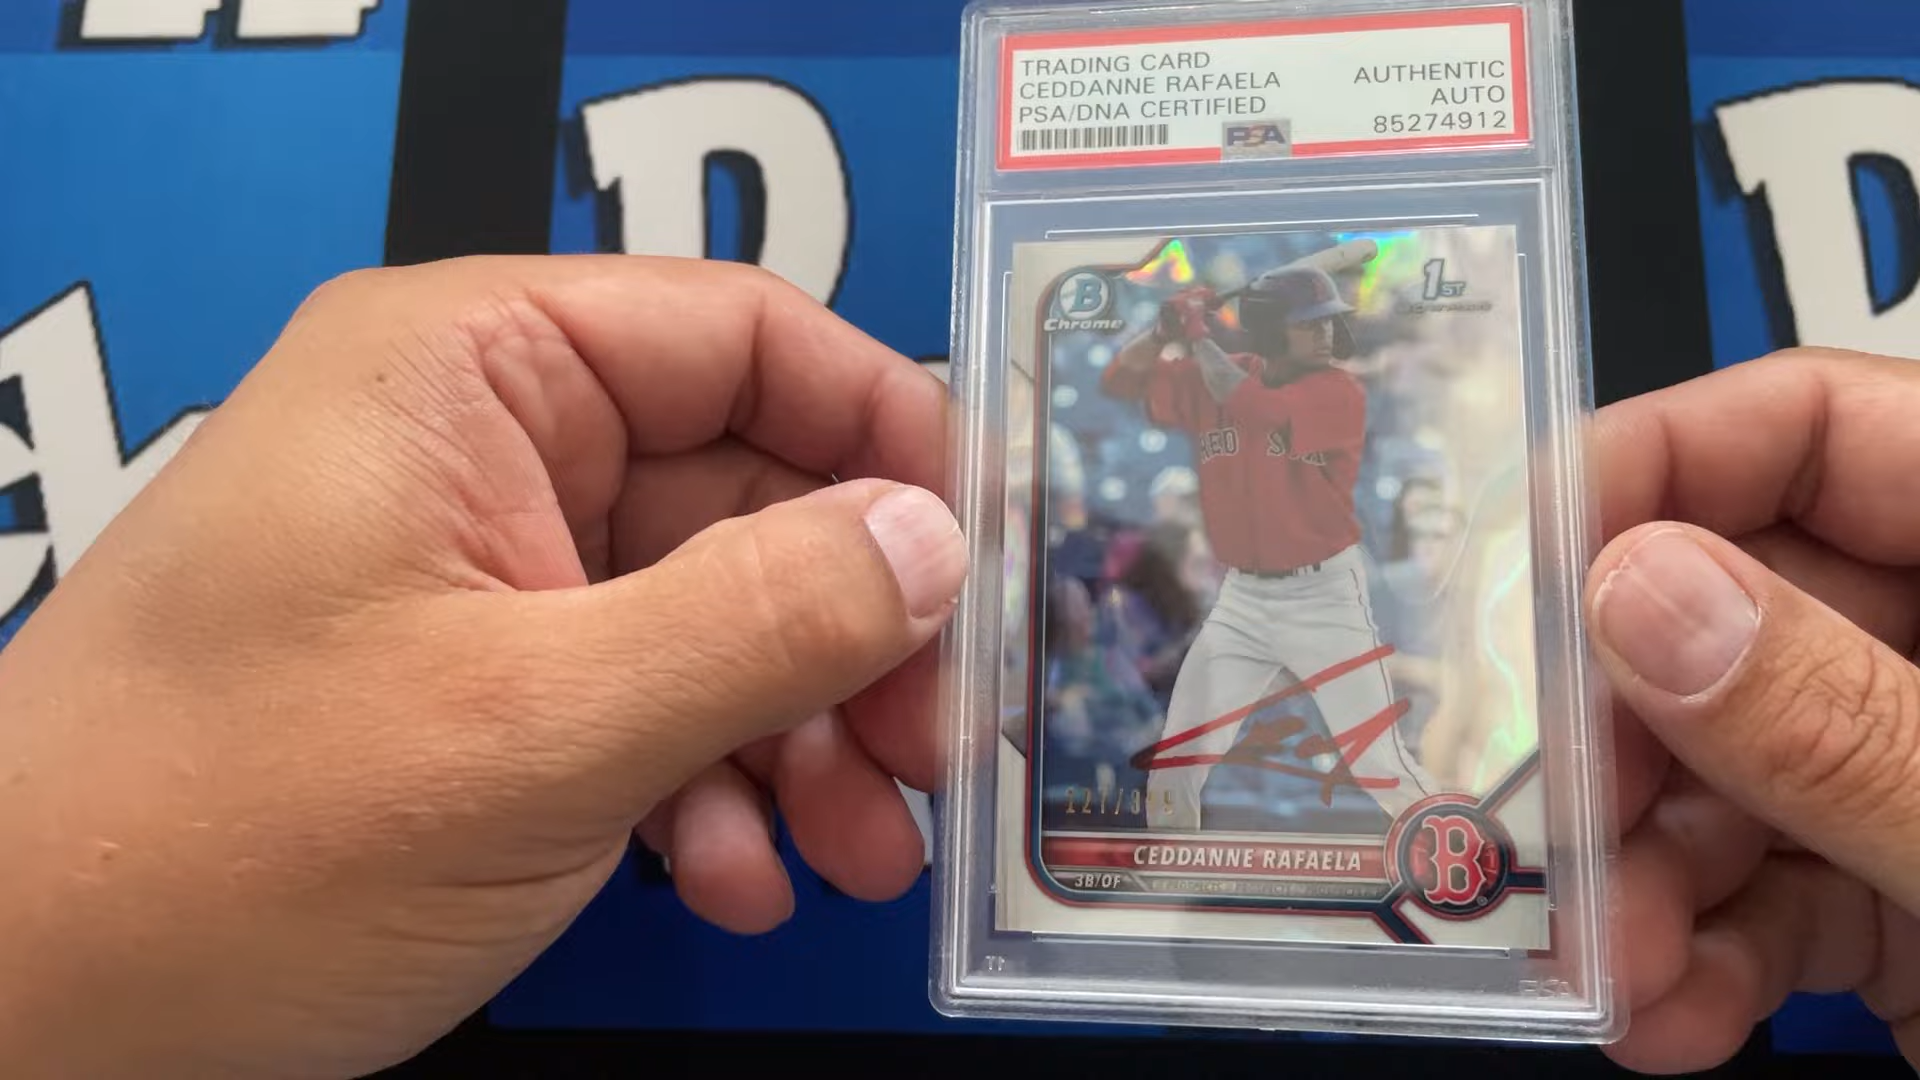 TRADING CARD
CEDDANNE RAFAELA
PSA/DNA CERTIFIED
AUTHENTIC
AUTO
85274912
PSA
B
Chrome
1ST
RED SOX
CEDDANNE RAFAELA
3B/OF
B